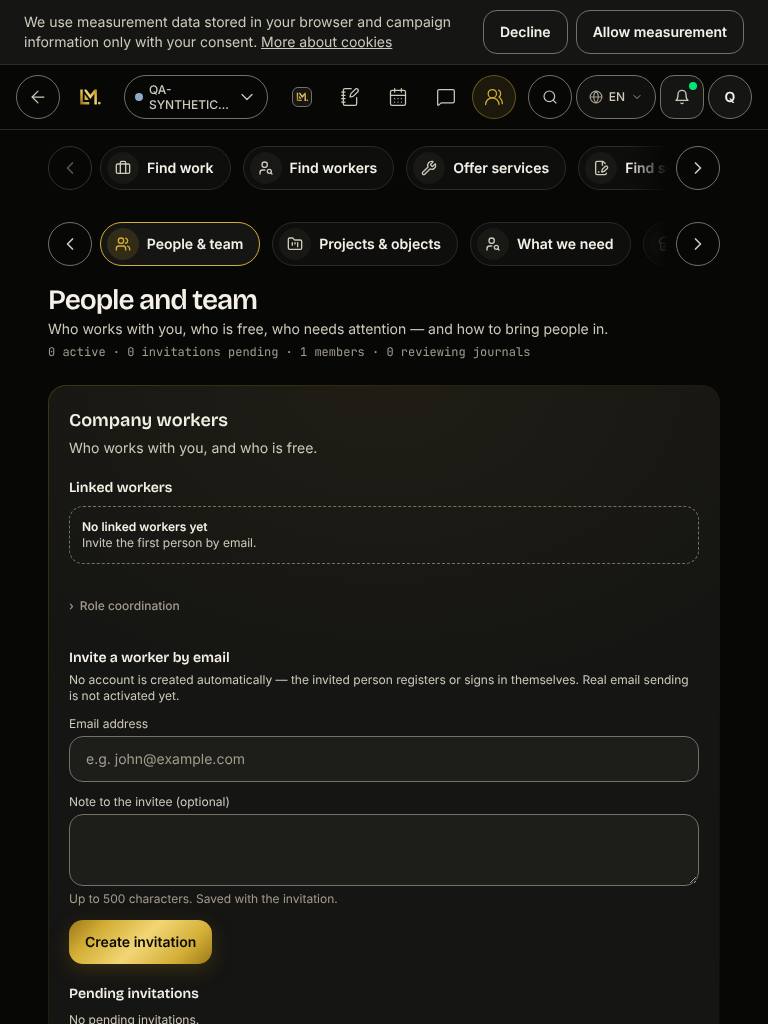 We use measurement data stored in your browser and campaign
information only with your consent. More about cookies
Decline
Allow measurement
LM.
QA-
SYNTHETIC...
LM.
EN
Q
Find work
Find workers
Offer services
Find s
People & team
Projects & objects
What we need
People and team
Who works with you, who is free, who needs attention — and how to bring people in.
0 active · 0 invitations pending · 1 members · 0 reviewing journals
Company workers
Who works with you, and who is free.
Linked workers
No linked workers yet
Invite the first person by email.
› Role coordination
Invite a worker by email
No account is created automatically — the invited person registers or signs in themselves. Real email sending
is not activated yet.
Email address
e.g. john@example.com
Note to the invitee (optional)
Up to 500 characters. Saved with the invitation.
Create invitation
Pending invitations
No pending invitations.